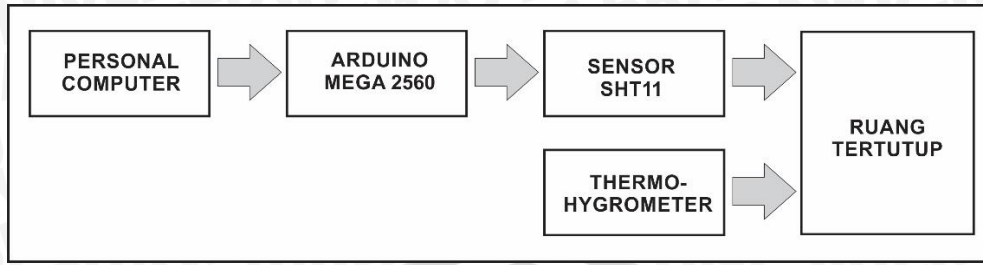 PERSONAL
COMPUTER
ARDUINO
MEGA 2560
SENSOR
SHT11
THERMO-
HYGROMETER
RUANG
TERTUTUP